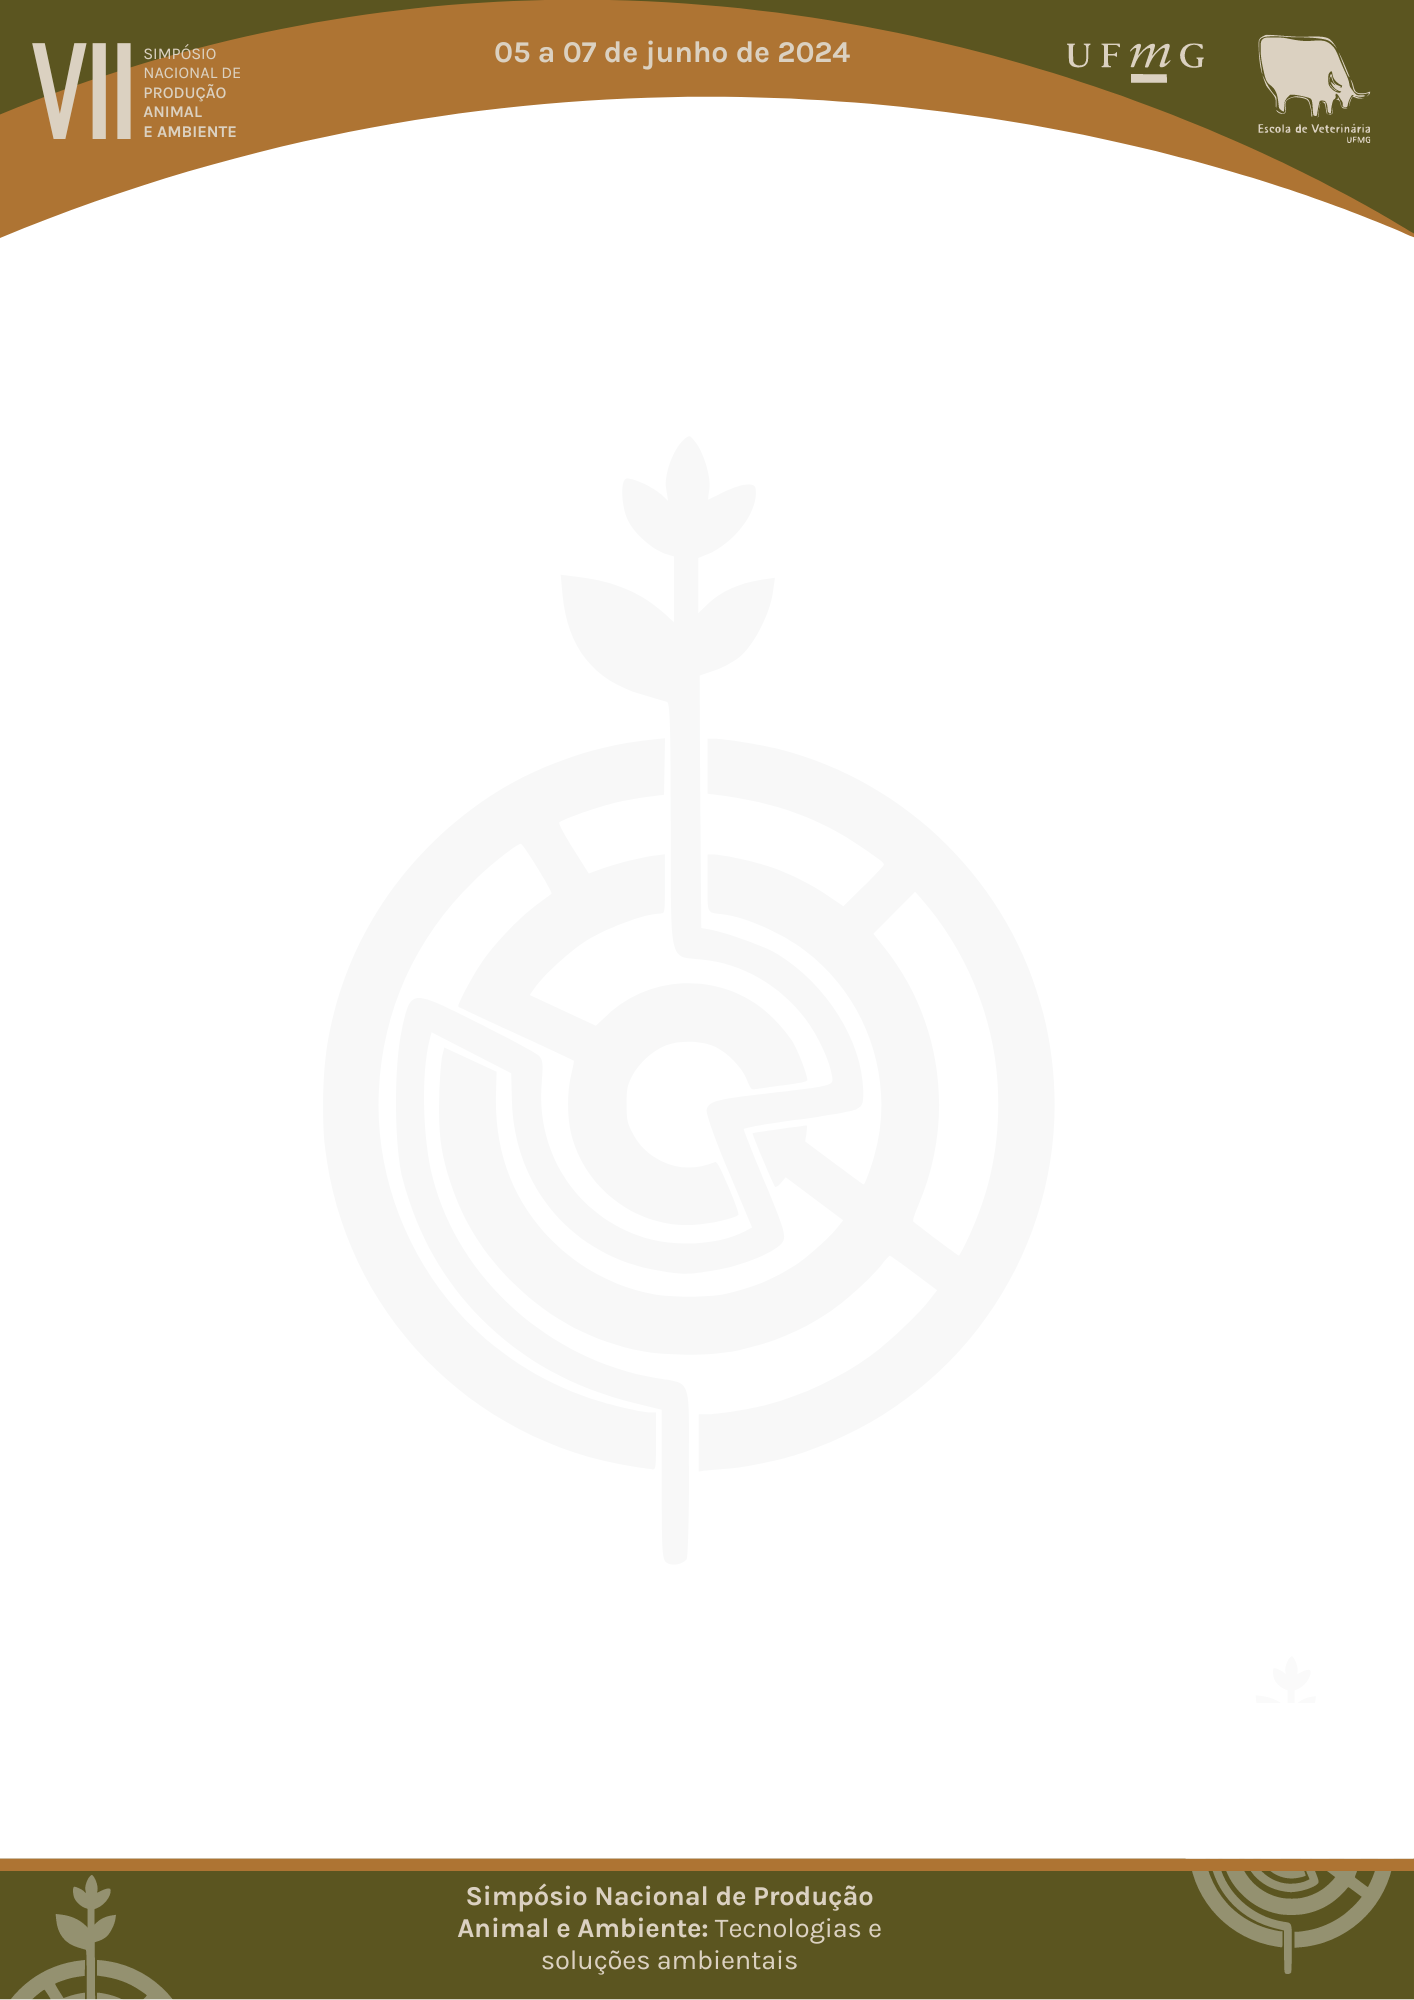 VII
SIMPÓSIO
NACIONAL DE
PRODUÇÃO
ANIMAL
E AMBIENTE
05 a 07 de junho de 2024
UFmG
Escola de Veterinária
UFMG
Simpósio Nacional de Produção
Animal e Ambiente: Tecnologias e
soluções ambientais